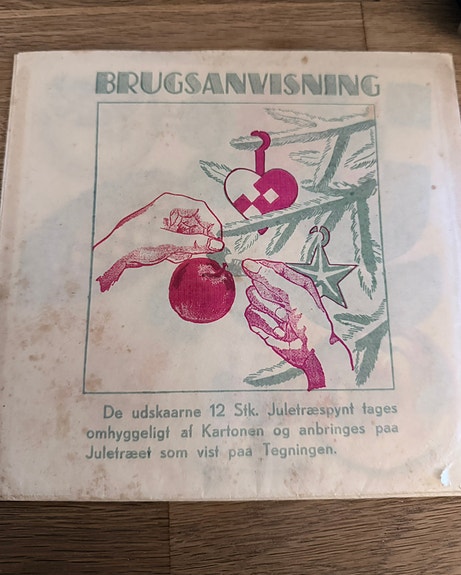 BRUGSANVISNING
De udskaarne 12 Stk. Juletræspynt tages
omhyggeligt af Kartonen og anbringes paa
Juletræet som vist paa Tegningen.